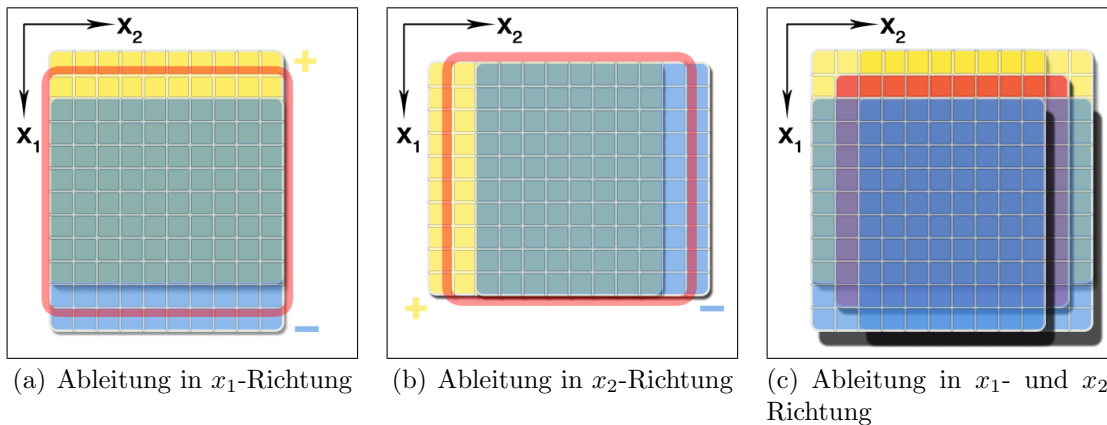 x₂
x₁
+
−
(a) Ableitung in x₁-Richtung
x₂
x₁
+
−
(b) Ableitung in x₂-Richtung
x₂
x₁
(c) Ableitung in x₁- und x₂
Richtung